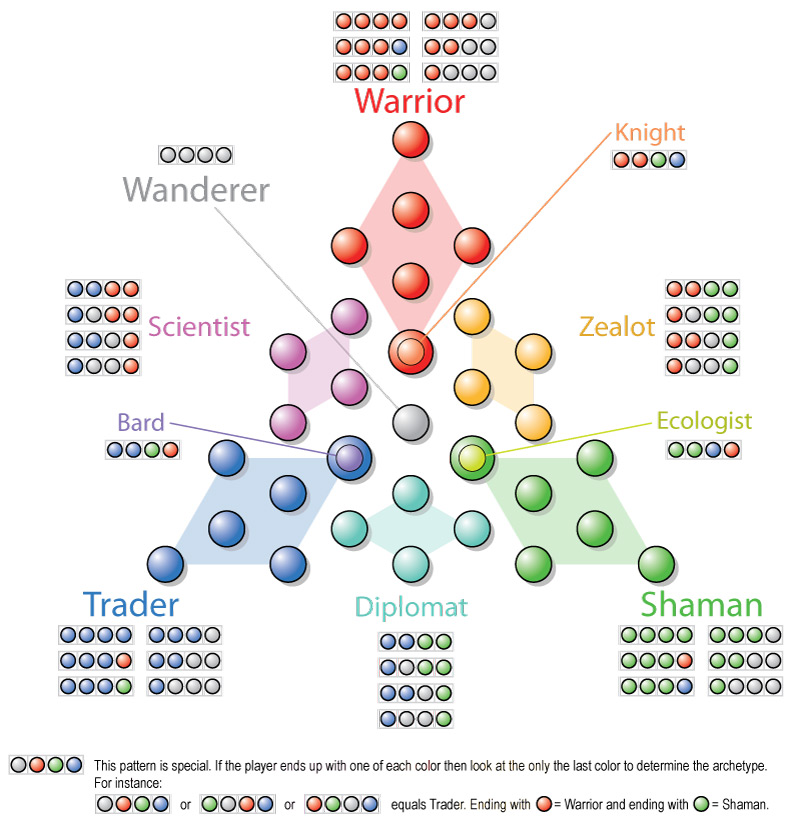 Warrior
Knight
Wanderer
Scientist
Zealot
Bard
Ecologist
Trader
Diplomat
Shaman
This pattern is special. If the player ends up with one of each color then look at the only the last color to determine the archetype.
For instance:
or or equals Trader. Ending with = Warrior and ending with = Shaman.